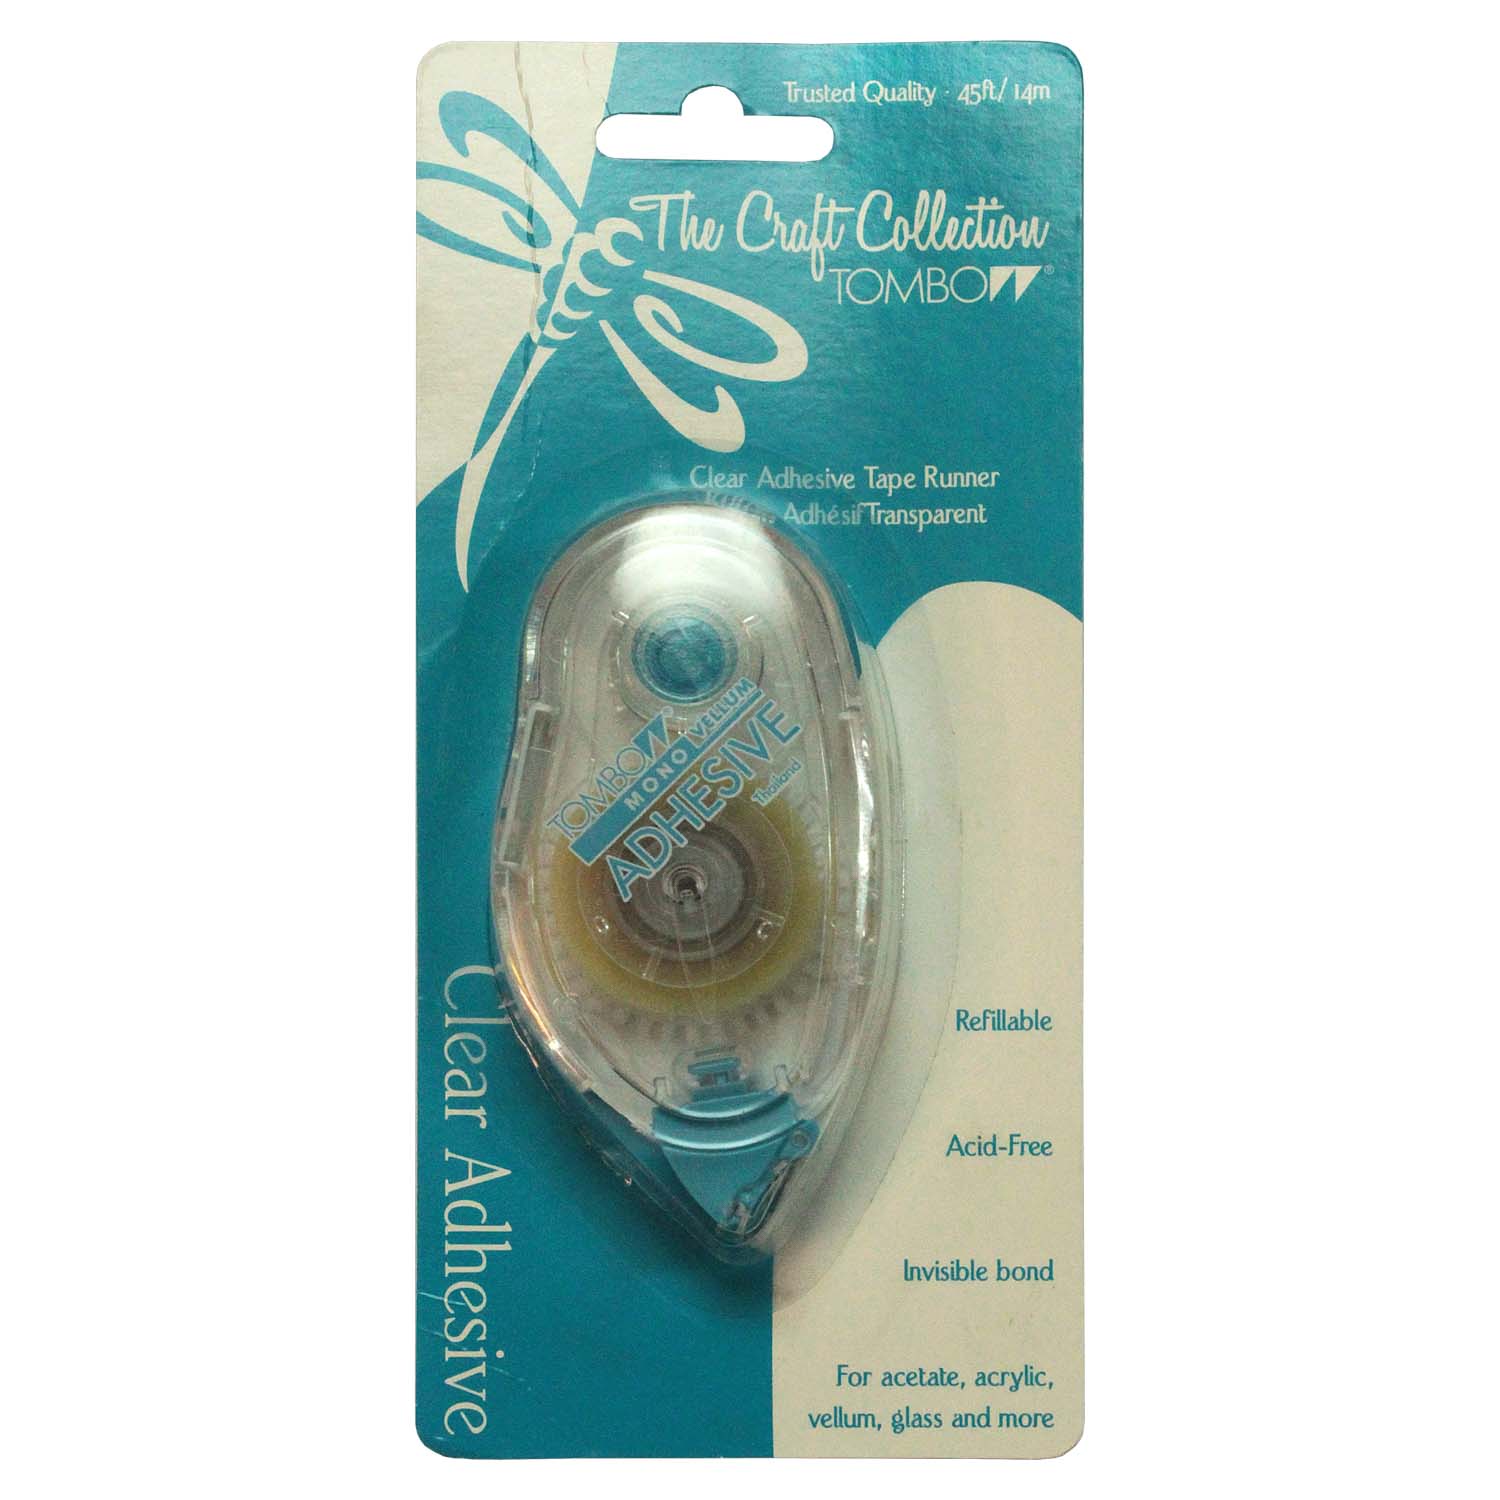 Trusted Quality · 45ft/ 14m
The Craft Collection
TOMBOW®
Clear Adhesive Tape Runner
Adhésif Transparent
TOMBOW®
MONO VELLUM
ADHESIVE
Thailand
Clear Adhesive
Refillable
Acid-Free
Invisible bond
For acetate, acrylic,
vellum, glass and more